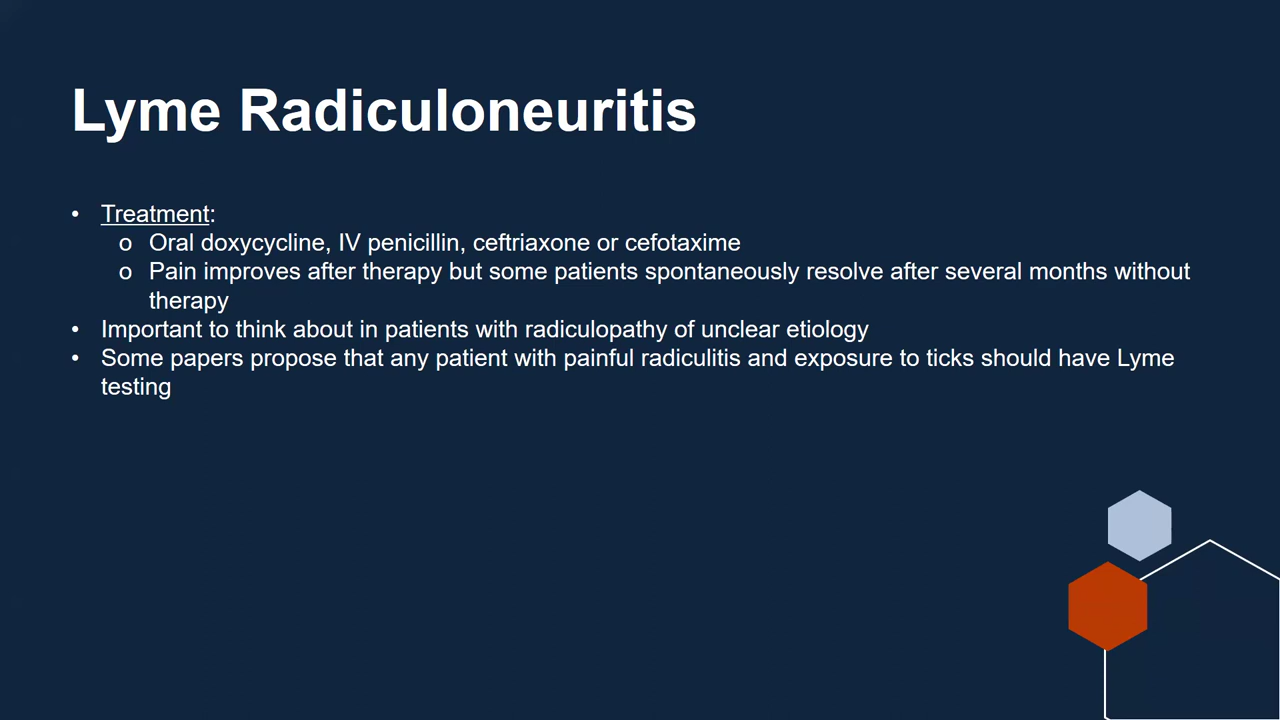 Lyme Radiculoneuritis
• Treatment:
o Oral doxycycline, IV penicillin, ceftriaxone or cefotaxime
o Pain improves after therapy but some patients spontaneously resolve after several months without
therapy
• Important to think about in patients with radiculopathy of unclear etiology
• Some papers propose that any patient with painful radiculitis and exposure to ticks should have Lyme
testing